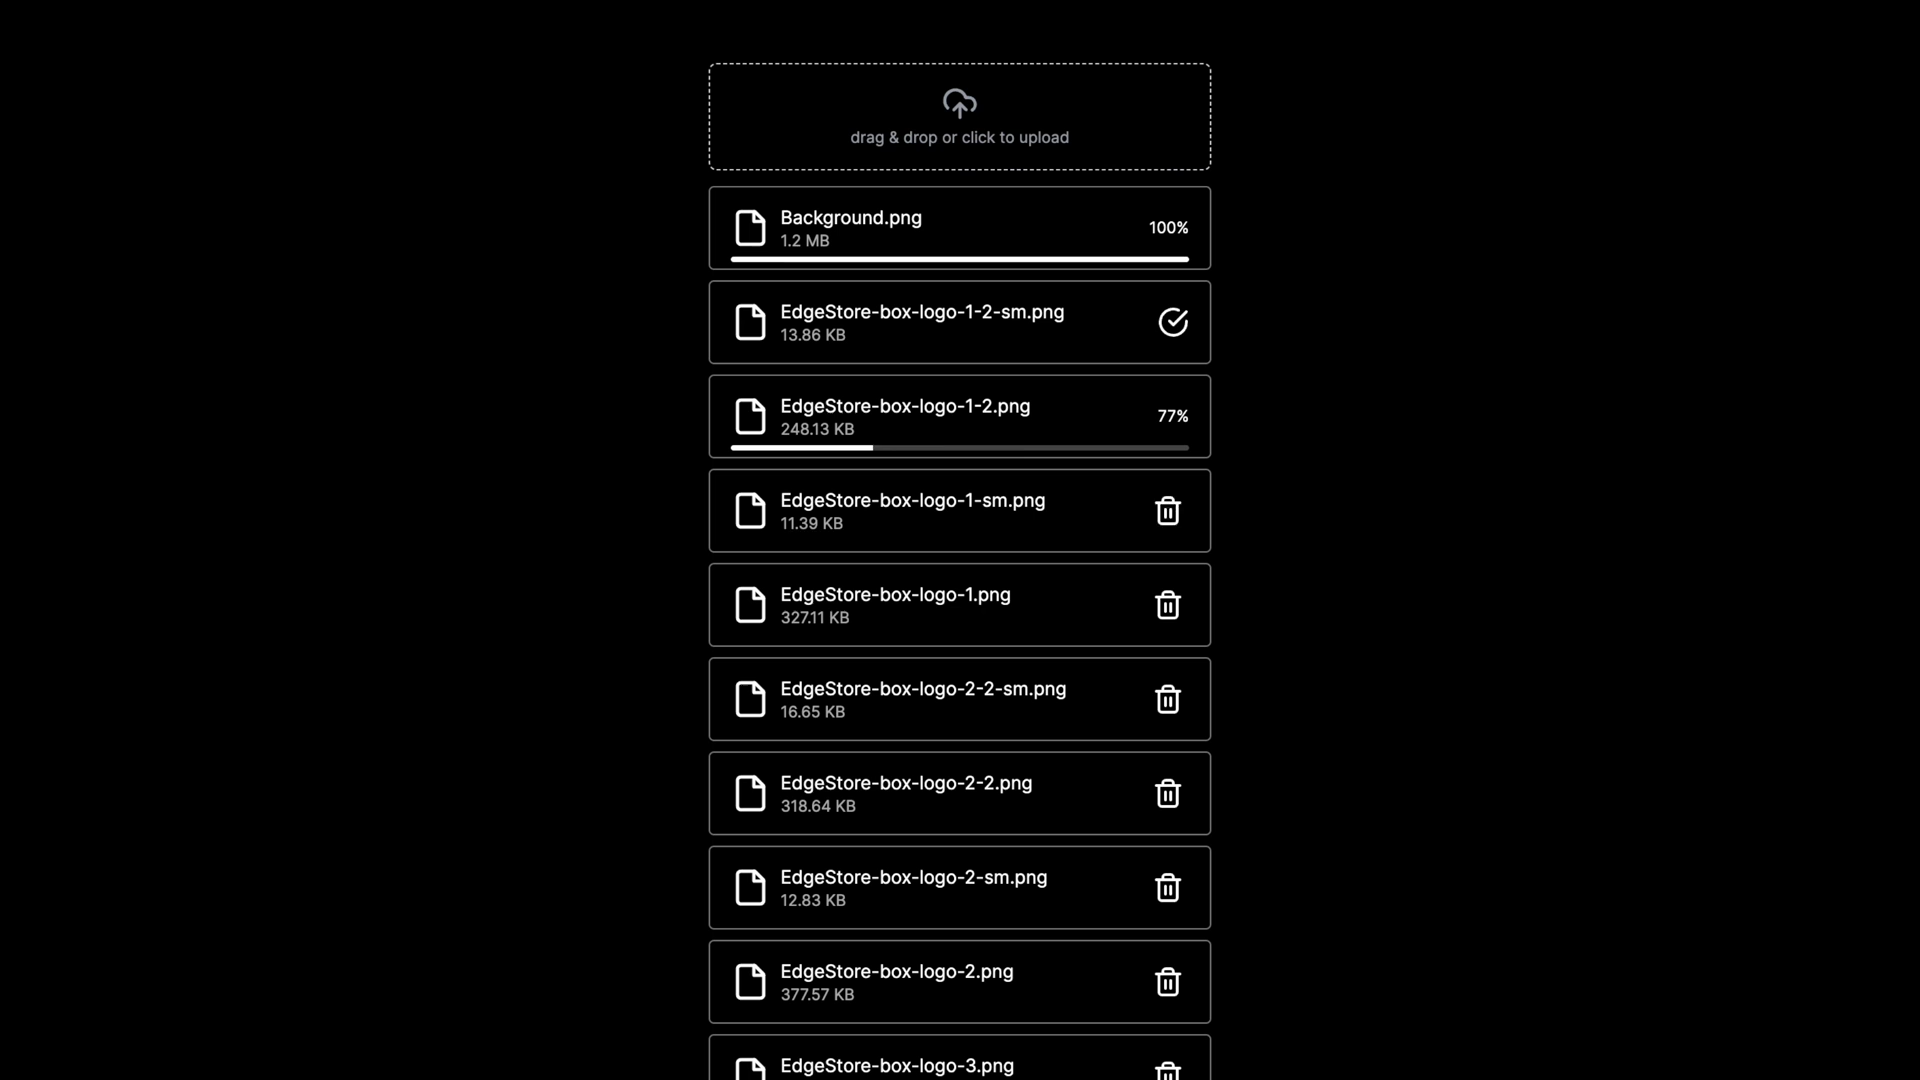 drag & drop or click to upload
Background.png
1.2 MB
100%
EdgeStore-box-logo-1-2-sm.png
13.86 KB
EdgeStore-box-logo-1-2.png
248.13 KB
77%
EdgeStore-box-logo-1-sm.png
11.39 KB
EdgeStore-box-logo-1.png
327.11 KB
EdgeStore-box-logo-2-2-sm.png
16.65 KB
EdgeStore-box-logo-2-2.png
318.64 KB
EdgeStore-box-logo-2-sm.png
12.83 KB
EdgeStore-box-logo-2.png
377.57 KB
EdgeStore-box-logo-3.png